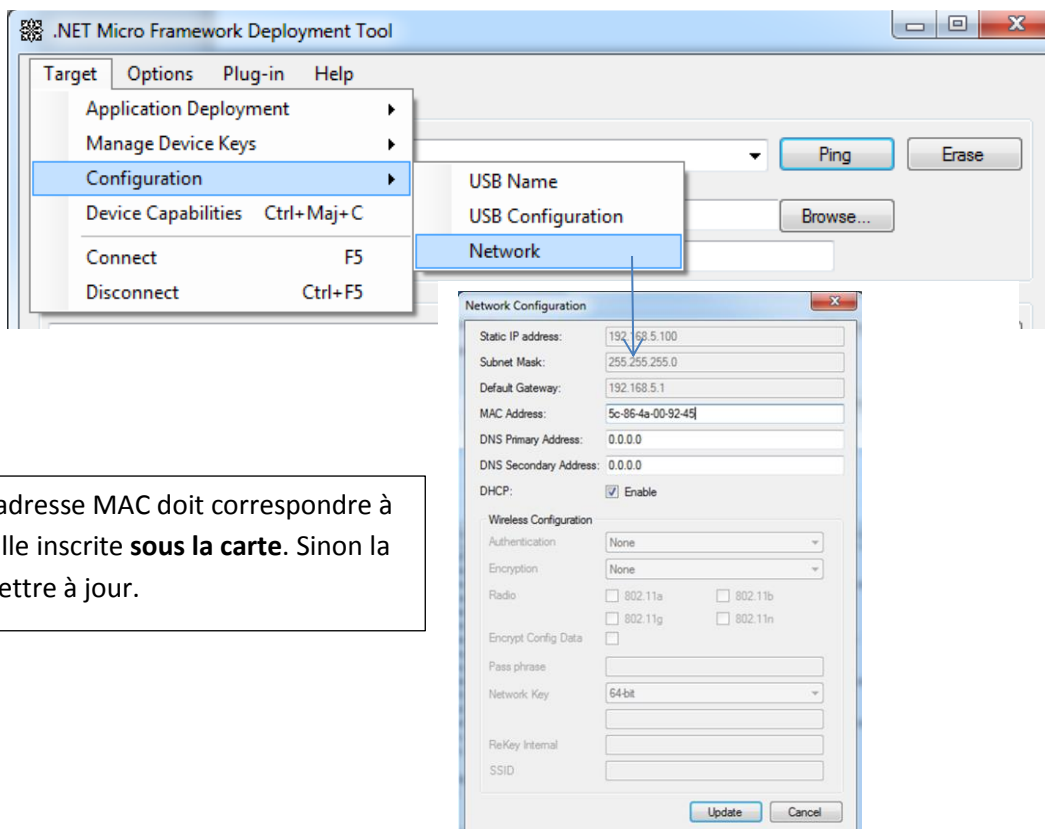 .NET Micro Framework Deployment Tool
Target Options Plug-in Help
Application Deployment
Manage Device Keys
Configuration
Device Capabilities Ctrl+Maj+C
Connect F5
Disconnect Ctrl+F5
USB Name
USB Configuration
Network
Ping Erase
Browse...
Network Configuration
Static IP address: 192.168.5.100
Subnet Mask: 255.255.255.0
Default Gateway: 192.168.5.1
MAC Address: 5c-86-4a-00-92-45
DNS Primary Address: 0.0.0.0
DNS Secondary Address: 0.0.0.0
DHCP: Enable
Wireless Configuration
Authentication None
Encryption None
Radio 802.11a 802.11b
802.11g 802.11n
Encrypt Config Data
Pass phrase
Network Key 64-bit
ReKey Internal
SSID
Update Cancel
adresse MAC doit correspondre à
lle inscrite sous la carte. Sinon la
ettre à jour.